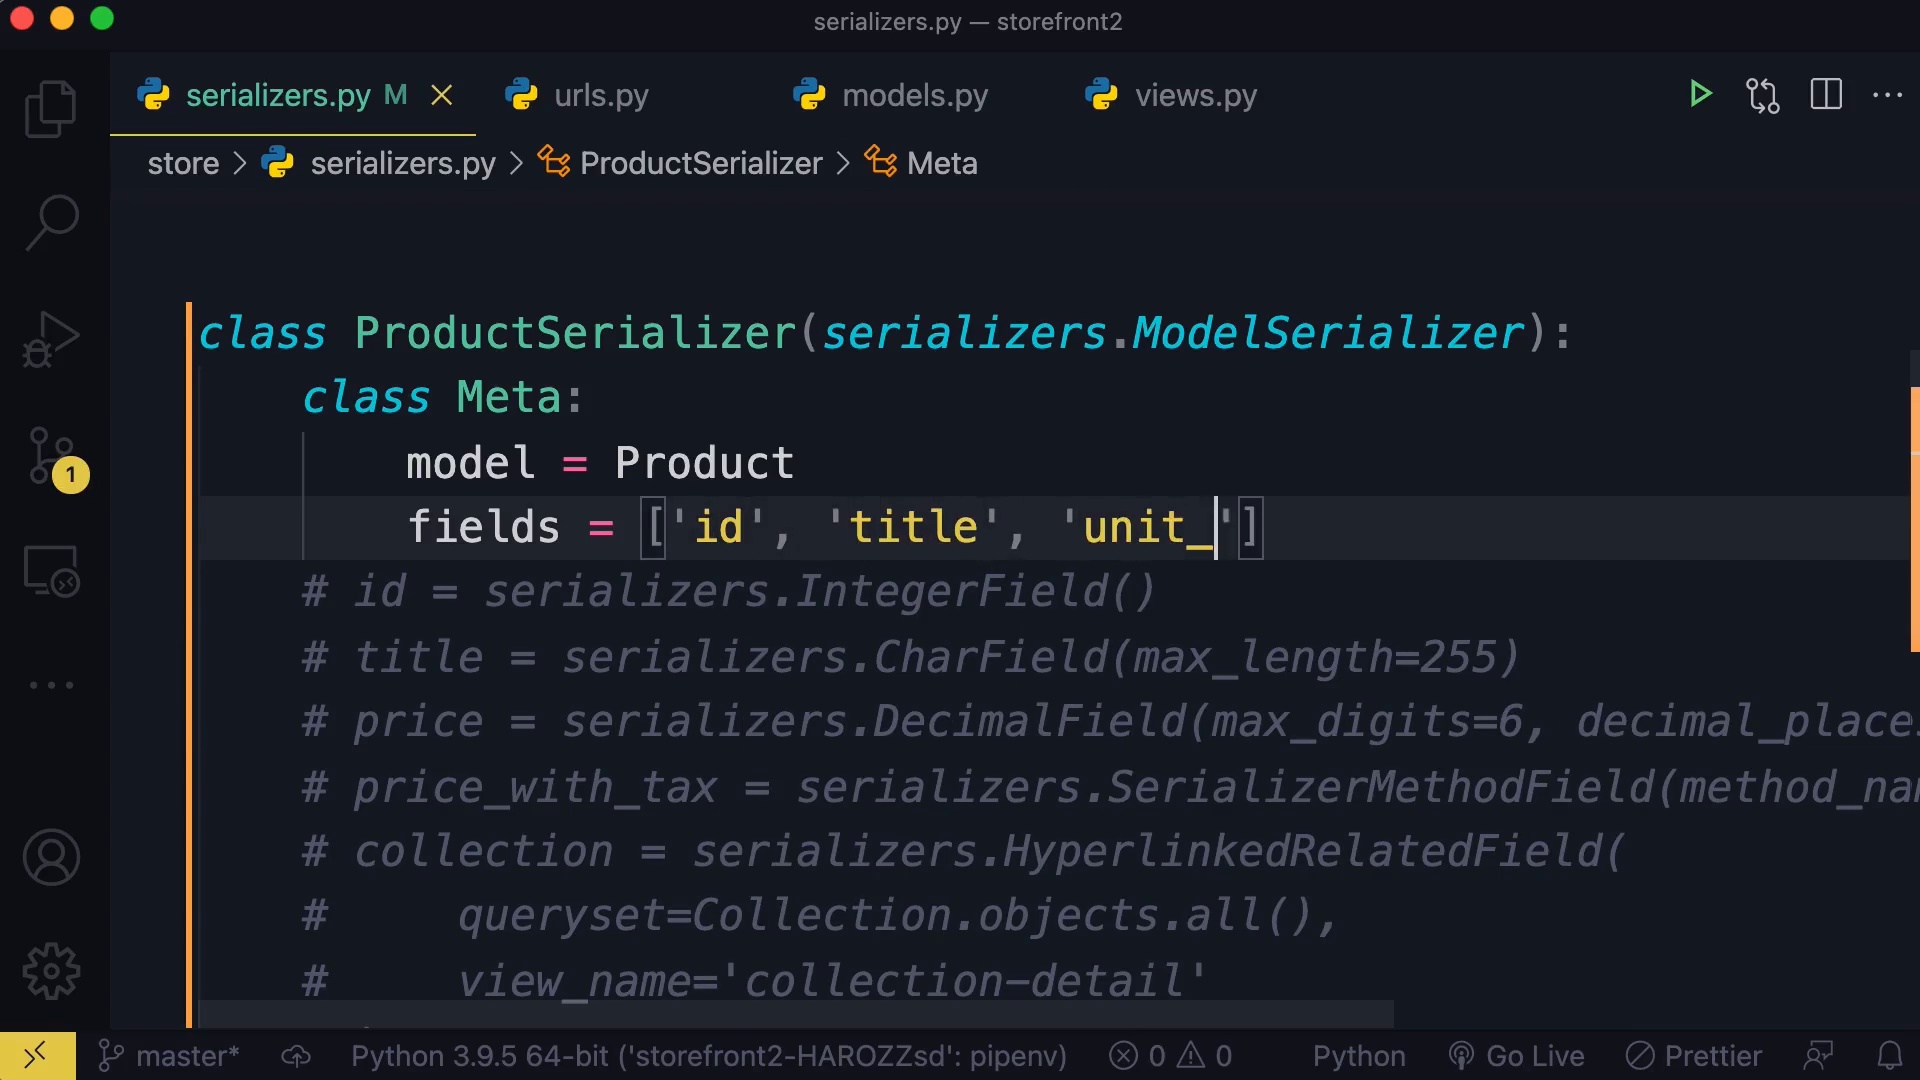 serializers.py — storefront2
serializers.py M urls.py models.py views.py
store > serializers.py > ProductSerializer > Meta
class ProductSerializer(serializers.ModelSerializer):
class Meta:
model = Product
fields = ['id', 'title', 'unit_']
# id = serializers.IntegerField()
# title = serializers.CharField(max_length=255)
# price = serializers.DecimalField(max_digits=6, decimal_place
# price_with_tax = serializers.SerializerMethodField(method_na
# collection = serializers.HyperlinkedRelatedField(
# queryset=Collection.objects.all(),
# view_name='collection-detail'
1
master* Python 3.9.5 64-bit ('storefront2-HAROZZsd': pipenv) 0 0 Python Go Live Prettier